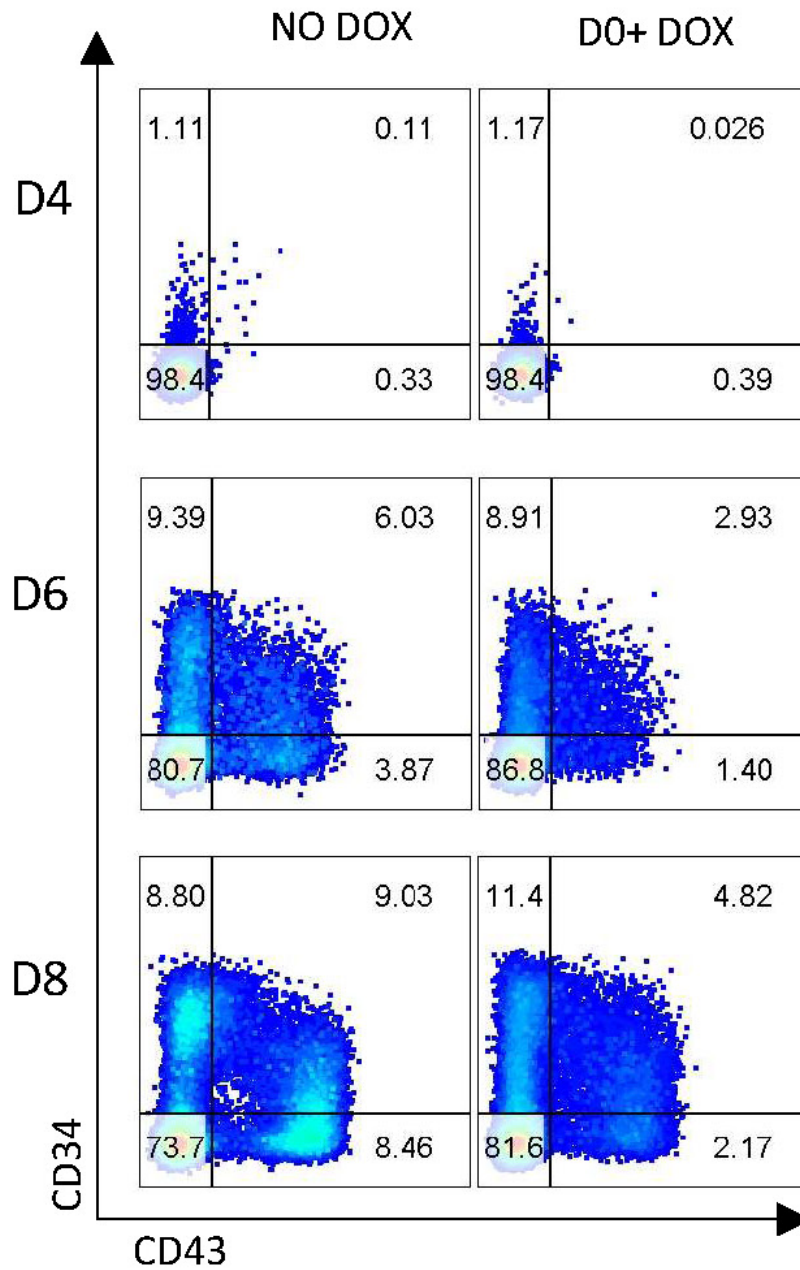 NO DOX D0+ DOX
D4
1.11 0.11 1.17 0.026
98.4 0.33 98.4 0.39
D6
9.39 6.03 8.91 2.93
80.7 3.87 86.8 1.40
D8
8.80 9.03 11.4 4.82
73.7 8.46 81.6 2.17
CD34
CD43